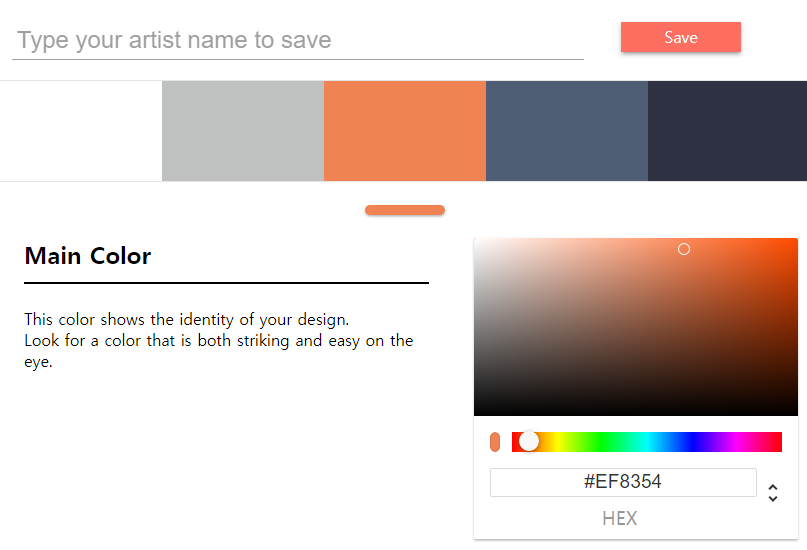 Type your artist name to save
Save
Main Color
This color shows the identity of your design.
Look for a color that is both striking and easy on the
eye.
#EF8354
HEX